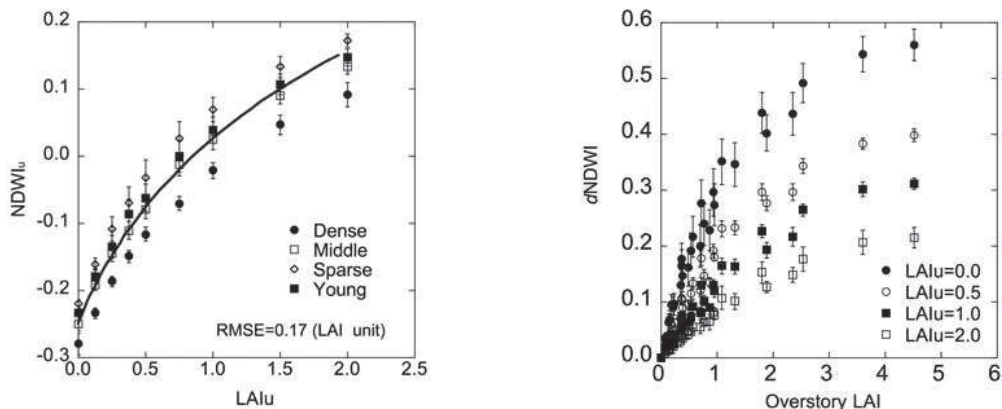 0.2
0.1
0.0
-0.1
-0.2
-0.3
NDWIu
0.0 0.5 1.0 1.5 2.0 2.5
LAIu
Dense
Middle
Sparse
Young
RMSE=0.17 (LAI unit)
0.6
0.5
0.4
0.3
0.2
0.1
0.0
dNDWI
0 1 2 3 4 5 6
Overstory LAI
LAIu=0.0
LAIu=0.5
LAIu=1.0
LAIu=2.0